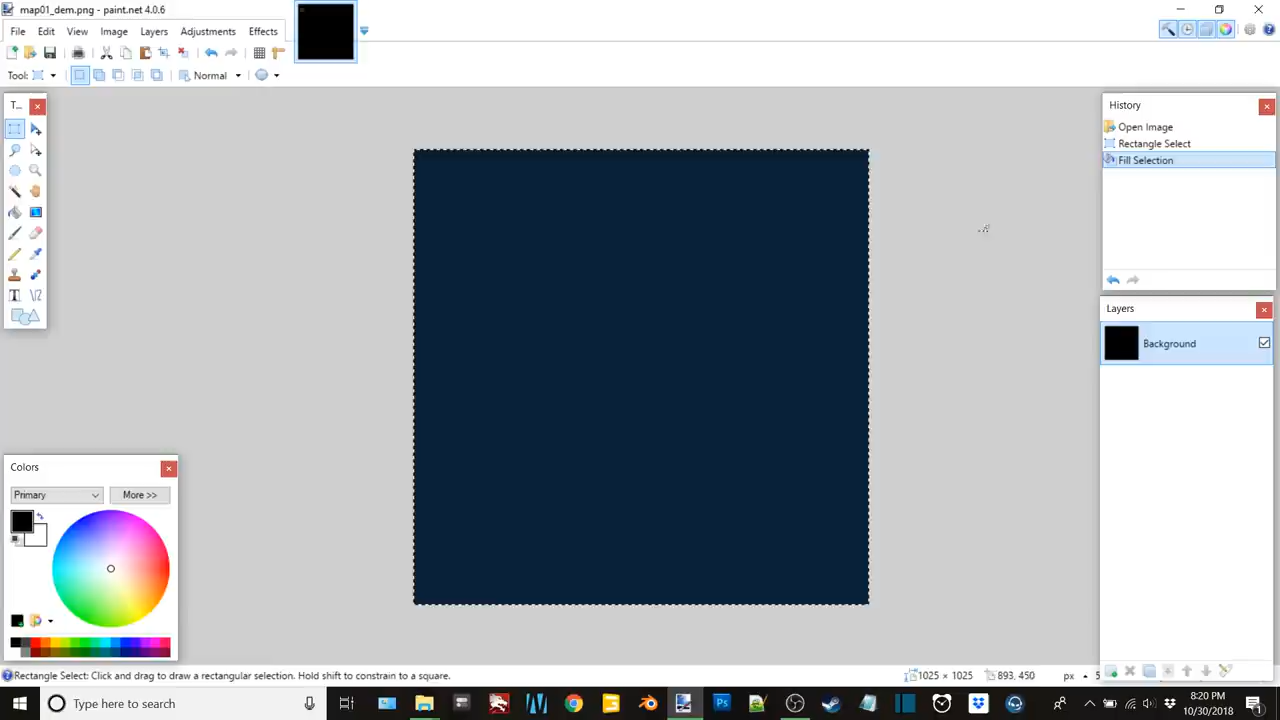 map01_dem.png - paint.net 4.0.6
File Edit View Image Layers Adjustments Effects
Tool: Normal
T...
History
Open Image
Rectangle Select
Fill Selection
Layers
Background
Colors
Primary More >>
Rectangle Select: Click and drag to draw a rectangular selection. Hold shift to constrain to a square.
1025 × 1025 893, 450 px
Type here to search
8:20 PM
10/30/2018